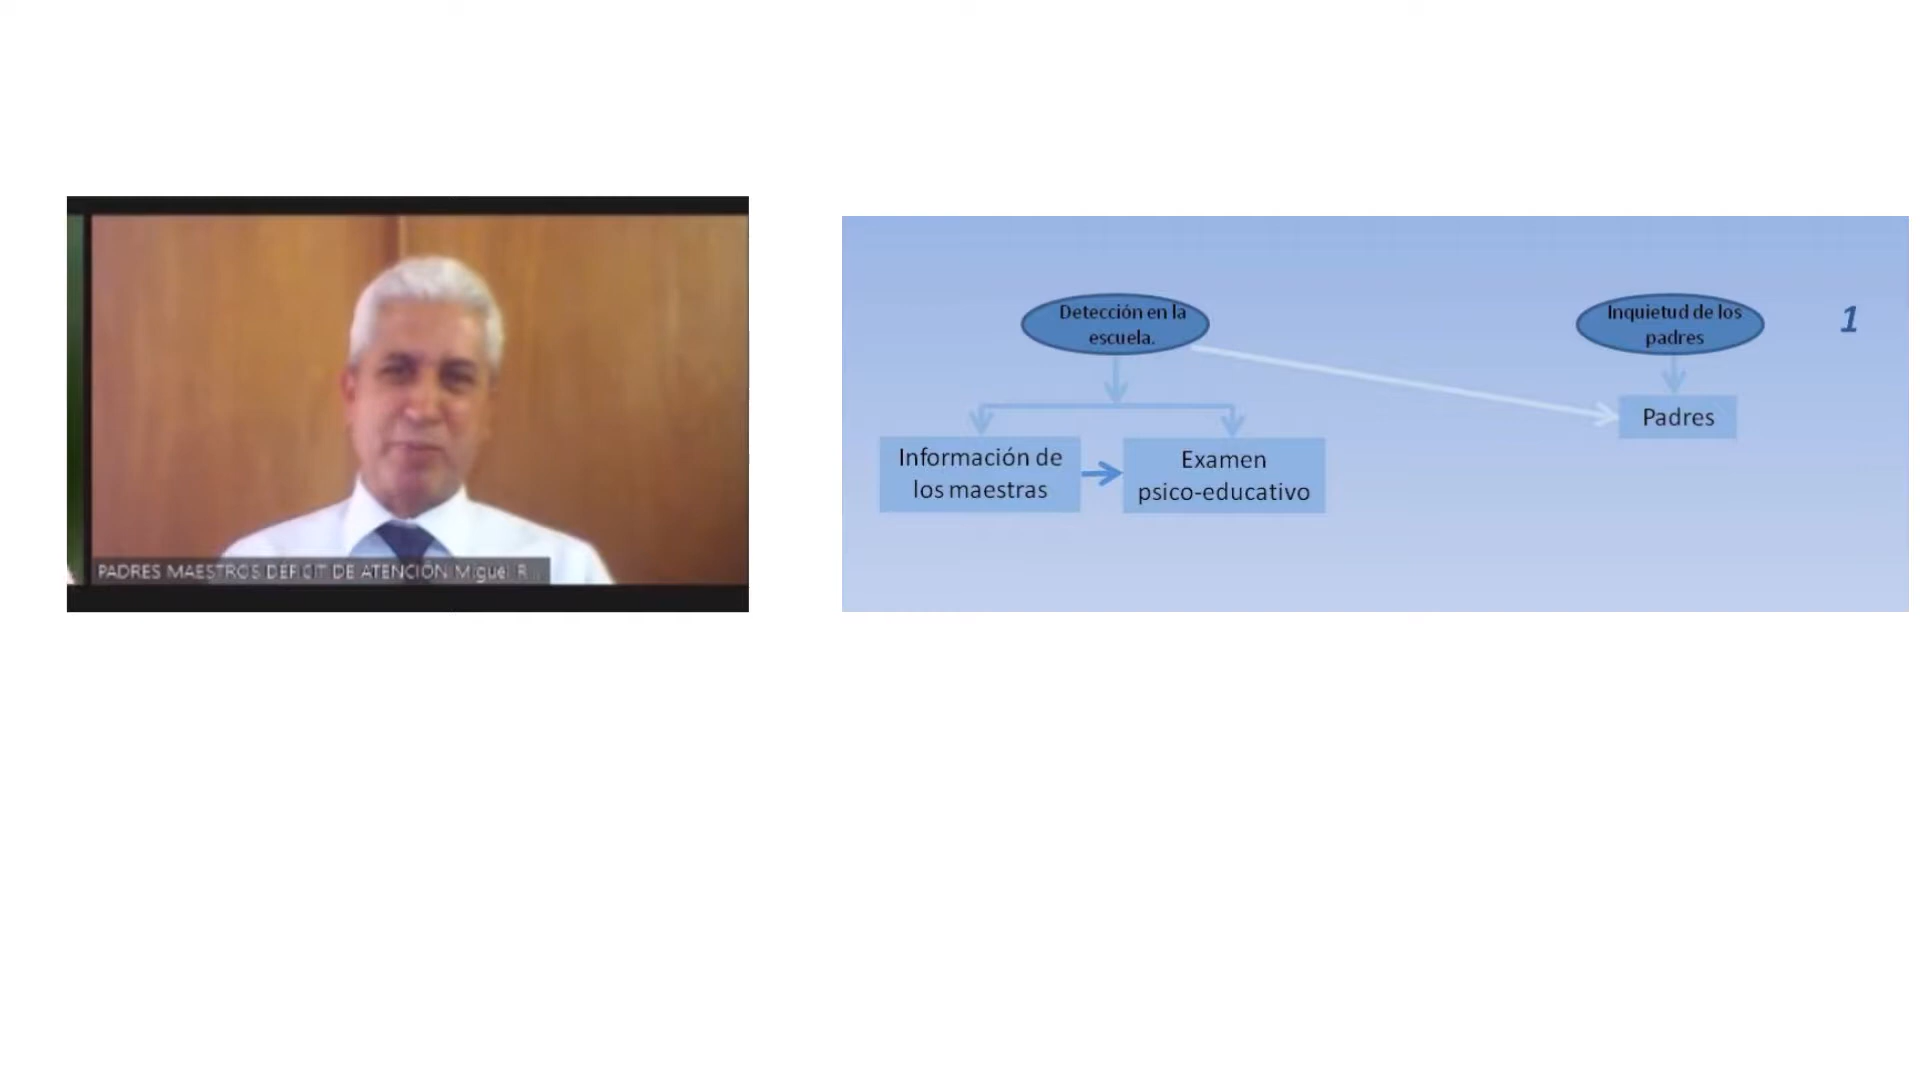 PADRES MAESTROS DEFICIT DE ATENCIÓN Miguel R...
Detección en la
escuela.
Inquietud de los
padres
1
Padres
Información de
los maestras
Examen
psico-educativo